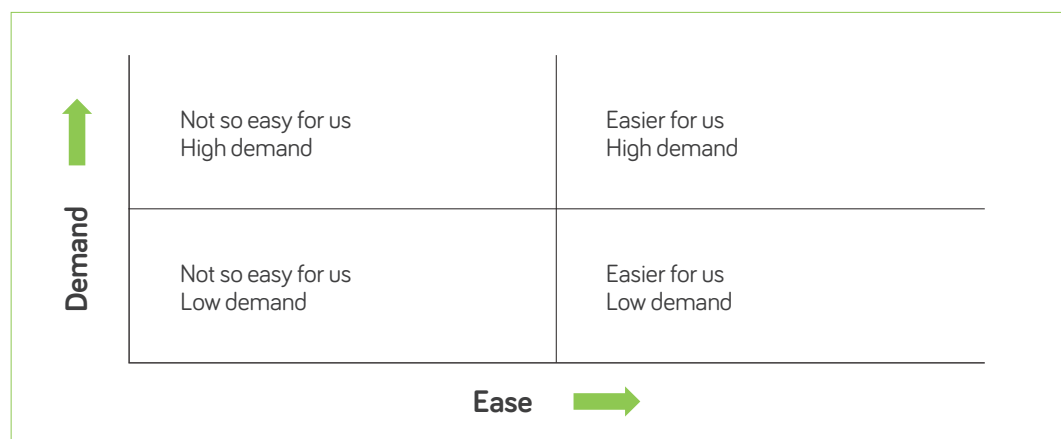 Not so easy for us
High demand
Easier for us
High demand
Demand
Not so easy for us
Low demand
Easier for us
Low demand
Ease